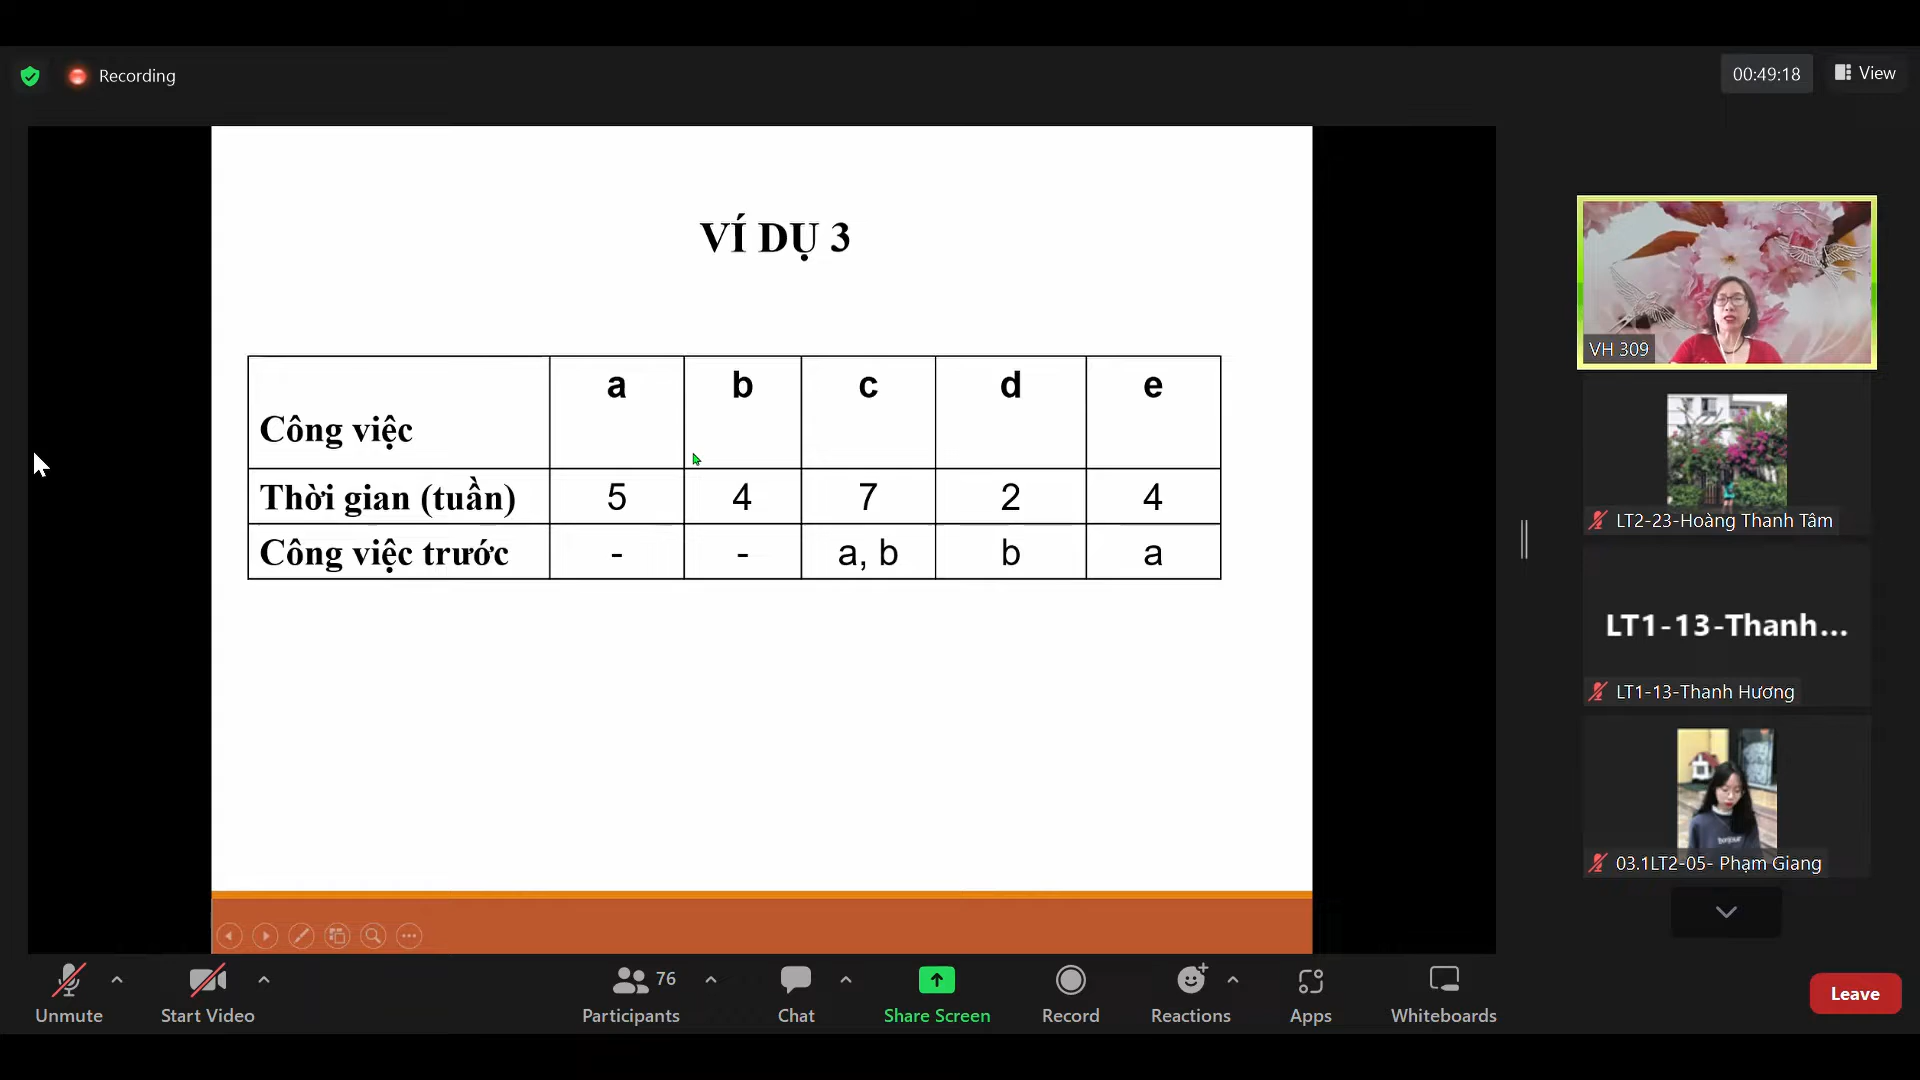 Recording
00:49:18
View
VÍ DỤ 3
Công việc a b c d e
Thời gian (tuần) 5 4 7 2 4
Công việc trước - - a, b b a
VH 309
LT2-23-Hoàng Thanh Tâm
LT1-13-Thanh...
LT1-13-Thanh Hương
bonjour
03.1LT2-05- Phạm Giang
Unmute
Start Video
76
Participants
Chat
Share Screen
Record
Reactions
Apps
Whiteboards
Leave